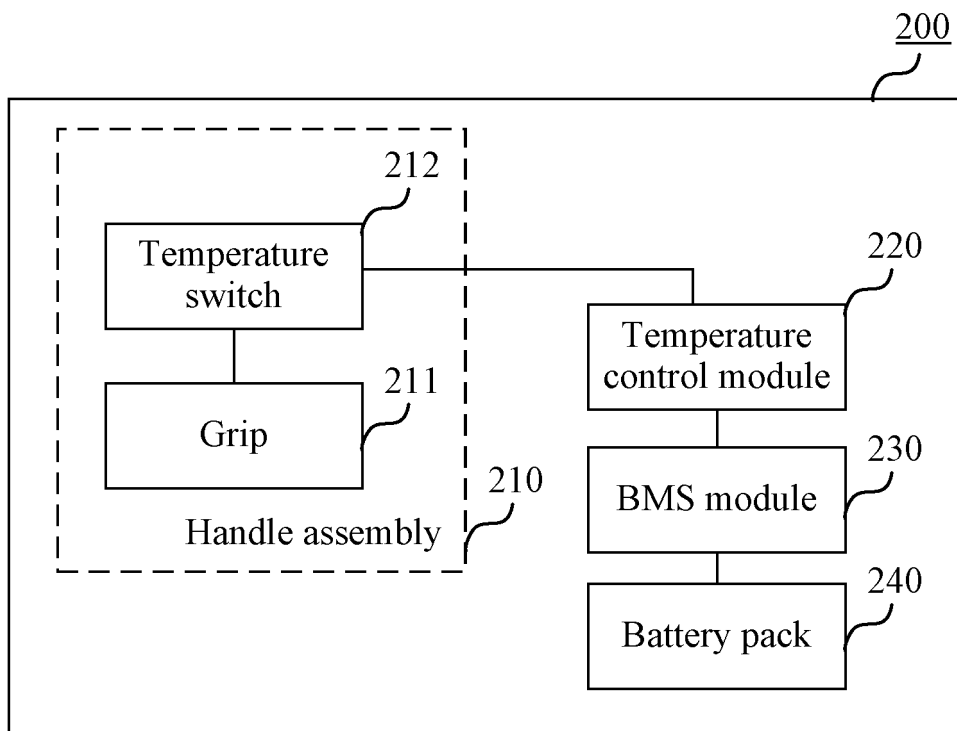 200
212
Temperature
switch
220
Temperature
control module
211
Grip
230
BMS module
210
Handle assembly
240
Battery pack